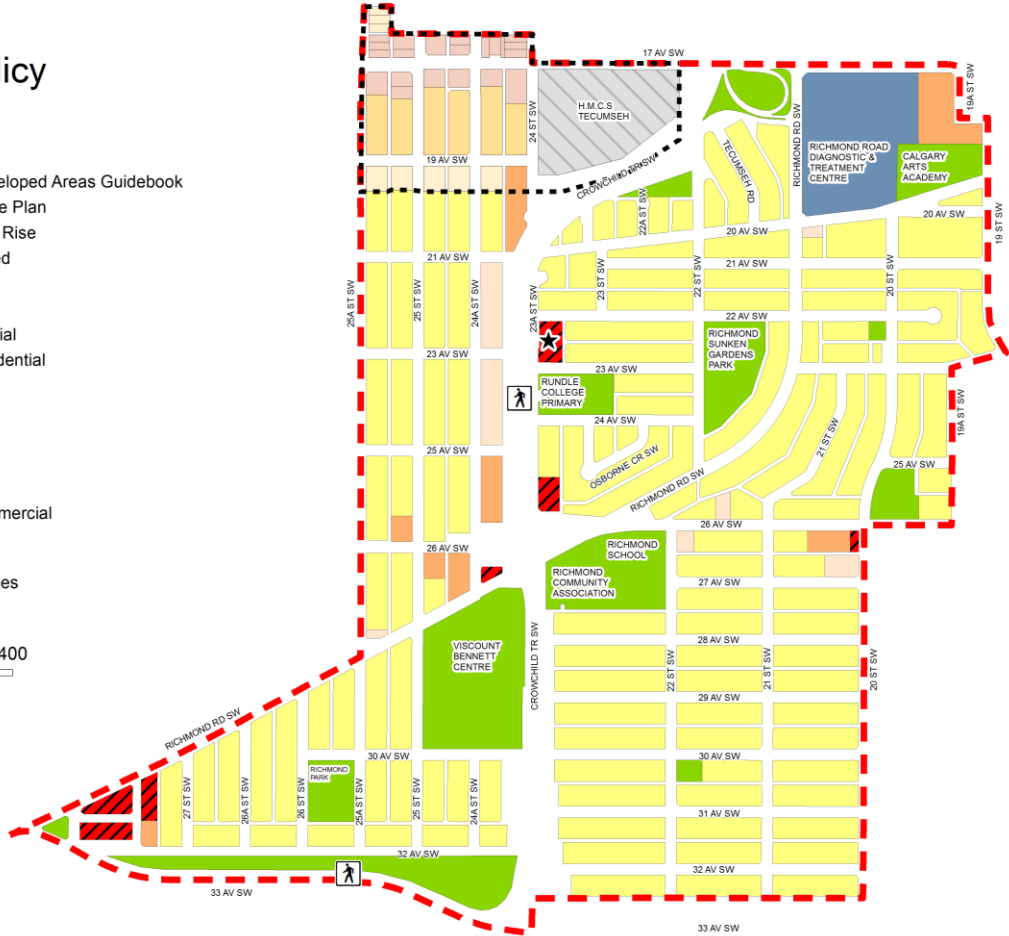 licy
eloped Areas Guidebook
e Plan
Rise
ed
ial
dential
mercial
es
400
17 AV SW
19A ST SW
24 ST SW
H.M.C.S
TECUMSEH
RICHMOND RD SW
TECUMSEH RD
RICHMOND ROAD
DIAGNOSTIC &
TREATMENT
CENTRE
CALGARY
ARTS
ACADEMY
19 AV SW
CROWCHILD TR SW
22A ST SW
20 AV SW
20 AV SW
19 ST SW
21 AV SW
21 AV SW
25A ST SW
25 ST SW
24A ST SW
23A ST SW
23 ST SW
22 ST SW
20 ST SW
22 AV SW
RICHMOND
SUNKEN
GARDENS
PARK
23 AV SW
23 AV SW
RUNDLE
COLLEGE
PRIMARY
24 AV SW
19A ST SW
21 ST SW
25 AV SW
25 AV SW
OSBORNE CR SW
RICHMOND RD SW
26 AV SW
26 AV SW
RICHMOND
SCHOOL
RICHMOND
COMMUNITY
ASSOCIATION
27 AV SW
28 AV SW
VISCOUNT
BENNETT
CENTRE
CROWCHILD TR SW
22 ST SW
21 ST SW
20 ST SW
29 AV SW
RICHMOND RD SW
30 AV SW
30 AV SW
RICHMOND
PARK
27 ST SW
26A ST SW
26 ST SW
25A ST SW
25 ST SW
24A ST SW
31 AV SW
32 AV SW
32 AV SW
33 AV SW
33 AV SW